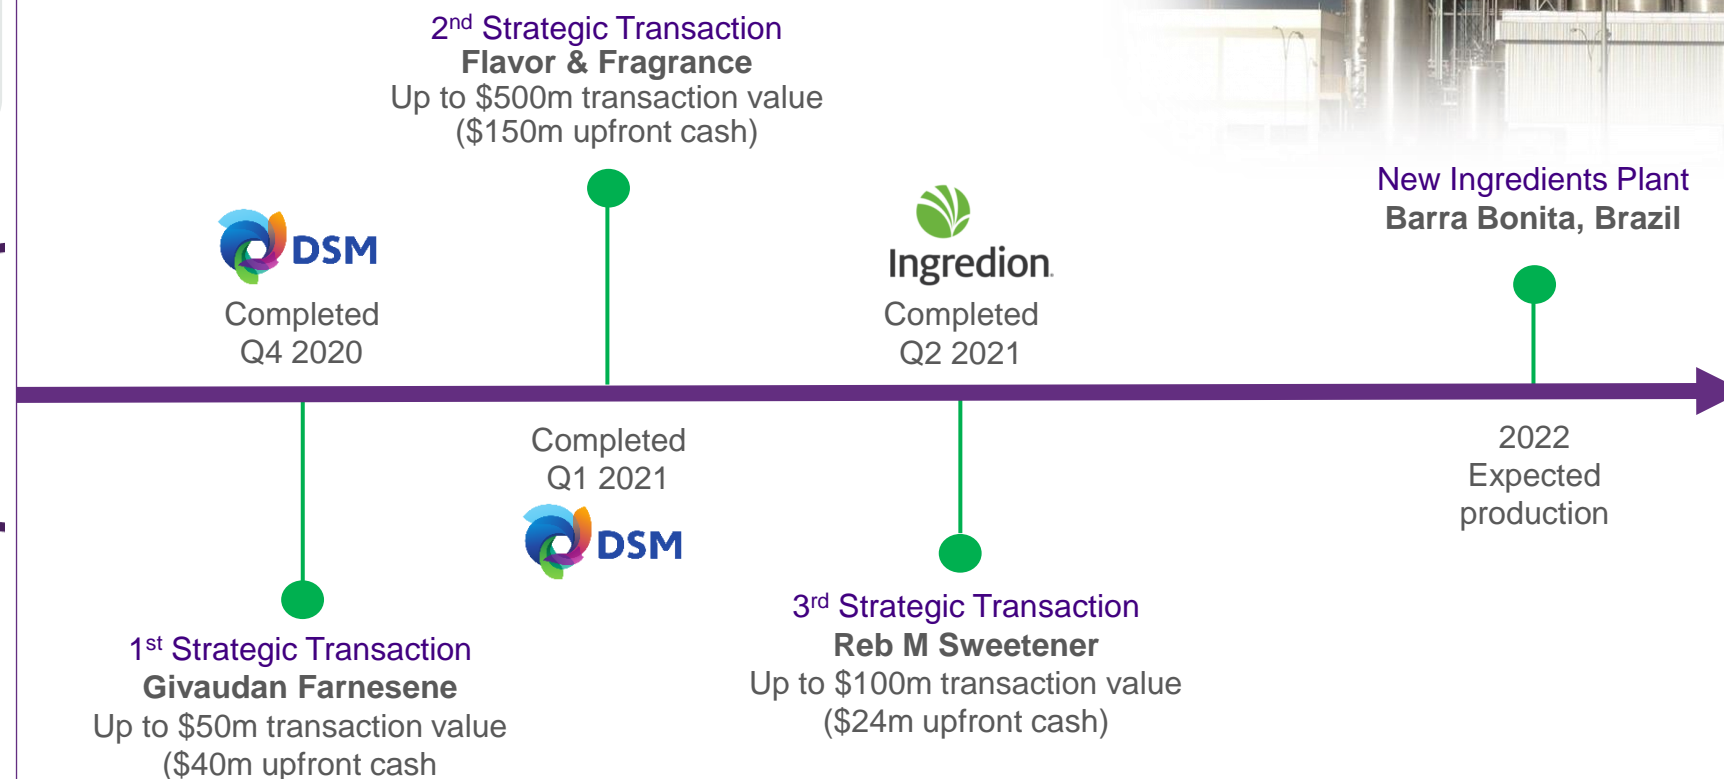 2nd Strategic Transaction
Flavor & Fragrance
Up to $500m transaction value
($150m upfront cash)
DSM
Completed
Q4 2020
Ingredion
Completed
Q2 2021
New Ingredients Plant
Barra Bonita, Brazil
Completed
Q1 2021
DSM
2022
Expected
production
1st Strategic Transaction
Givaudan Farnesene
Up to $50m transaction value
($40m upfront cash
3rd Strategic Transaction
Reb M Sweetener
Up to $100m transaction value
($24m upfront cash)